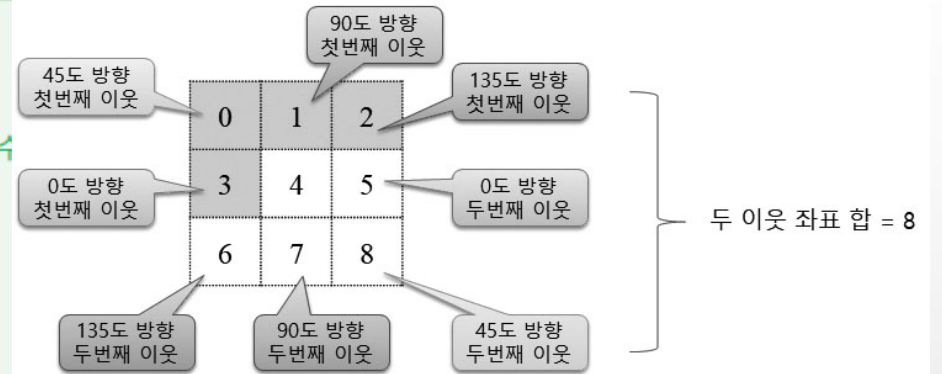 90도 방향
첫번째 이웃
45도 방향
첫번째 이웃
135도 방향
첫번째 이웃
0 1 2
수
0도 방향
첫번째 이웃
3 4 5
0도 방향
두번째 이웃
두 이웃 좌표 합 = 8
6 7 8
135도 방향
두번째 이웃
90도 방향
두번째 이웃
45도 방향
두번째 이웃